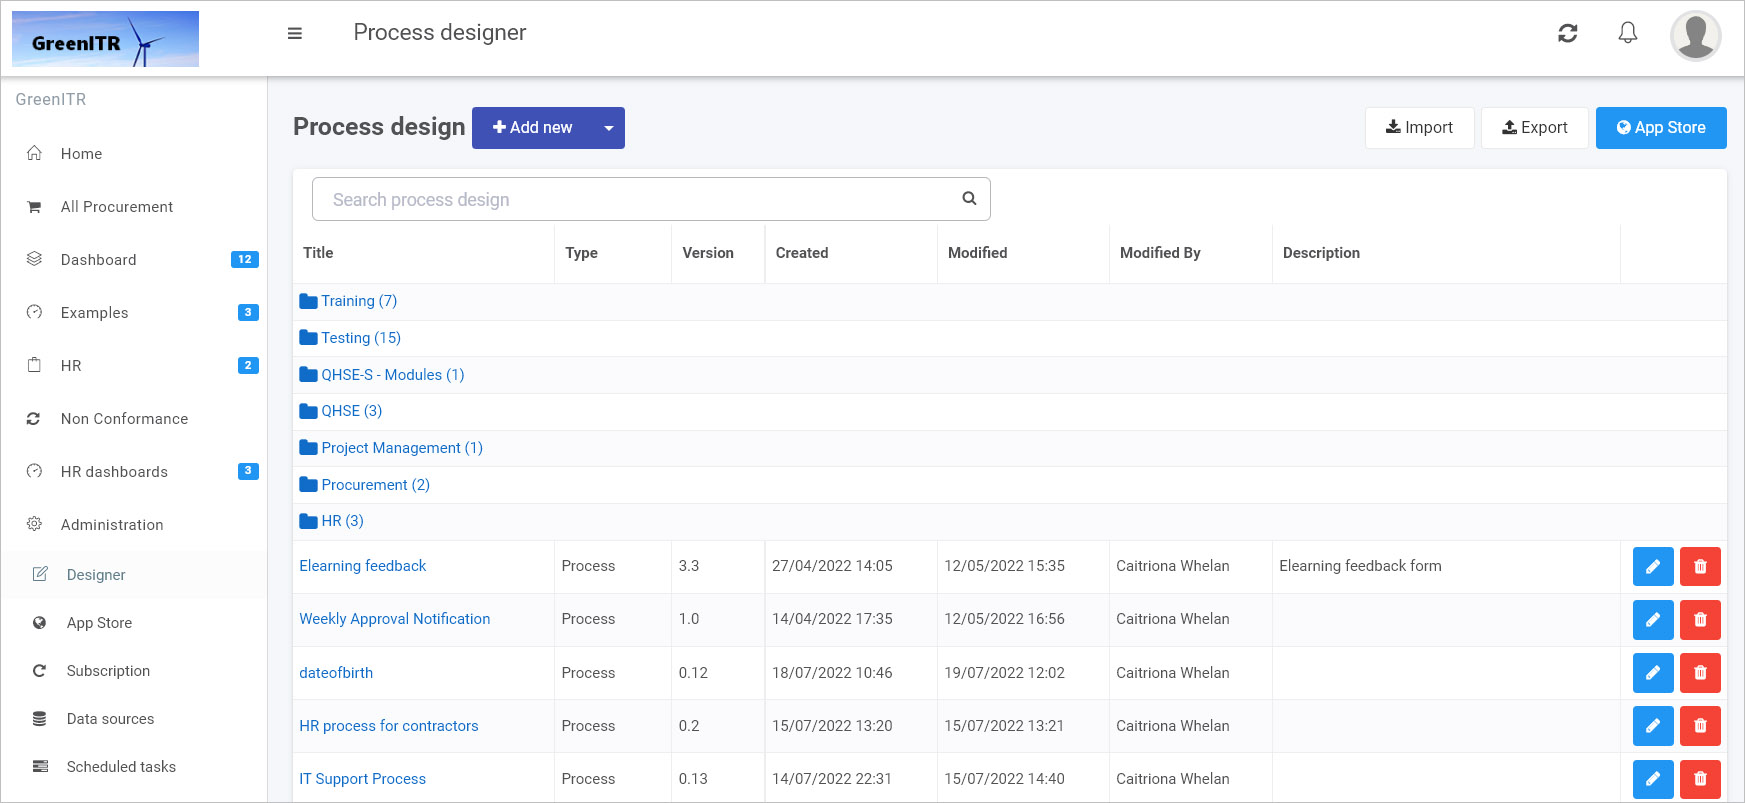 GreenITR
Process designer
GreenITR
Home
All Procurement
Dashboard 12
Examples 3
HR 2
Non Conformance
HR dashboards 3
Administration
Designer
App Store
Subscription
Data sources
Scheduled tasks
Process design Add new Import Export App Store
Search process design
Title Type Version Created Modified Modified By Description
Training (7)
Testing (15)
QHSE-S - Modules (1)
QHSE (3)
Project Management (1)
Procurement (2)
HR (3)
Elearning feedback Process 3.3 27/04/2022 14:05 12/05/2022 15:35 Caitriona Whelan Elearning feedback form
Weekly Approval Notification Process 1.0 14/04/2022 17:35 12/05/2022 16:56 Caitriona Whelan
dateofbirth Process 0.12 18/07/2022 10:46 19/07/2022 12:02 Caitriona Whelan
HR process for contractors Process 0.2 15/07/2022 13:20 15/07/2022 13:21 Caitriona Whelan
IT Support Process Process 0.13 14/07/2022 22:31 15/07/2022 14:40 Caitriona Whelan